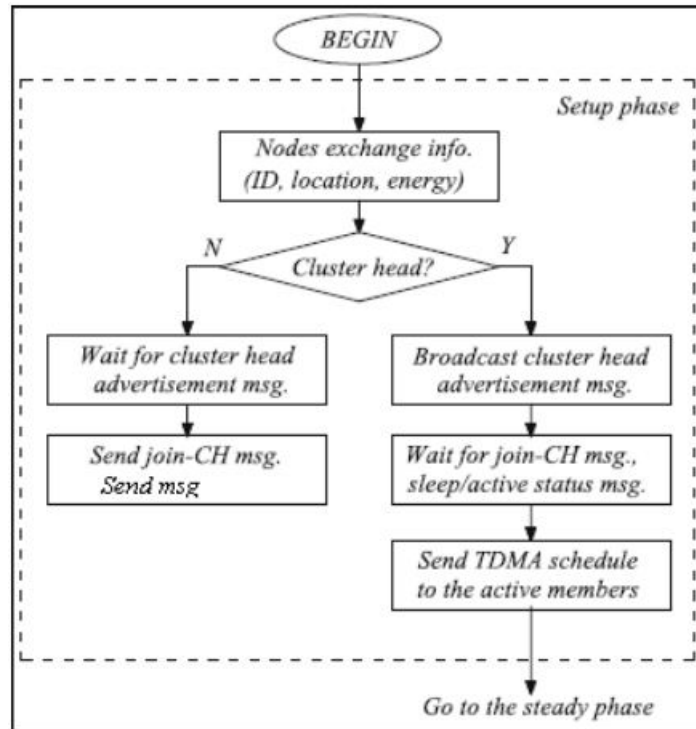 BEGIN
Setup phase
Nodes exchange info.
(ID, location, energy)
N
Y
Cluster head?
Wait for cluster head
advertisement msg.
Broadcast cluster head
advertisement msg.
Send join-CH msg.
Send msg
Wait for join-CH msg.,
sleep/active status msg.
Send TDMA schedule
to the active members
Go to the steady phase